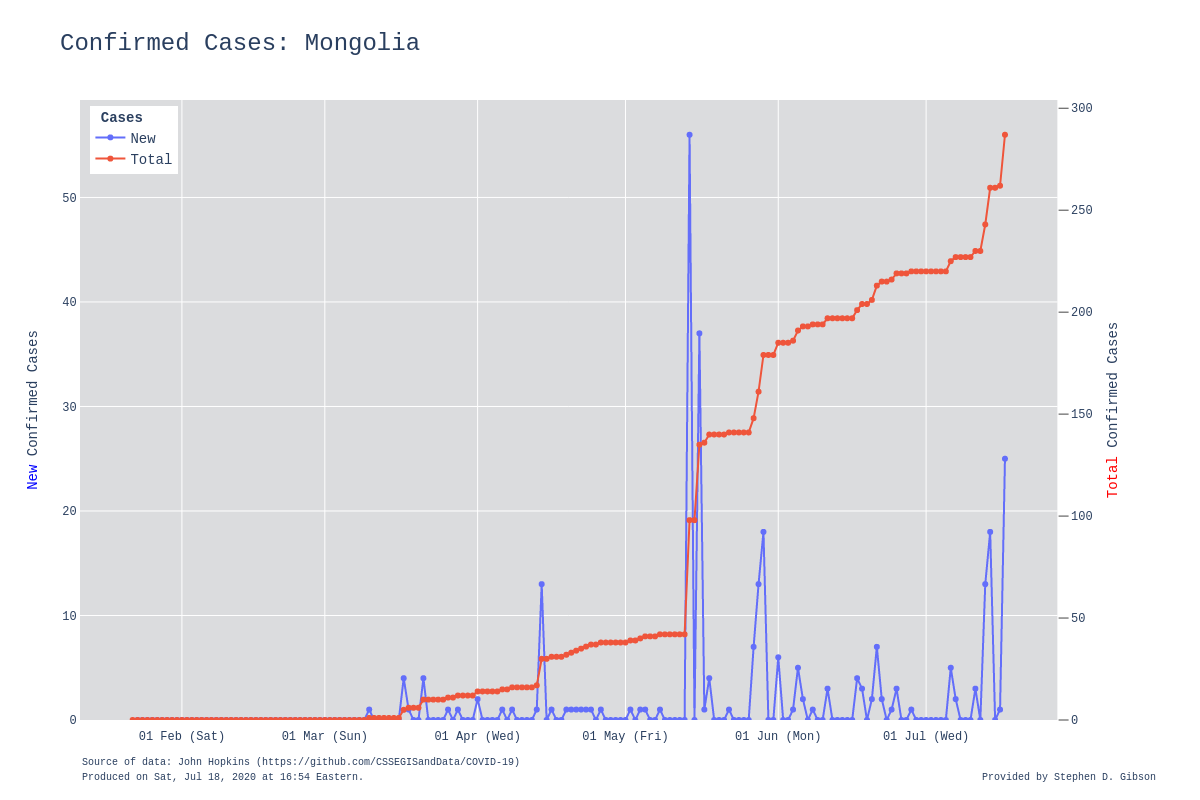 Confirmed Cases: Mongolia
Cases
New
Total
300
250
200
150
100
50
0
50
40
30
20
10
0
New Confirmed Cases
Total Confirmed Cases
01 Feb (Sat)
01 Mar (Sun)
01 Apr (Wed)
01 May (Fri)
01 Jun (Mon)
01 Jul (Wed)
Source of data: John Hopkins (https://github.com/CSSEGISandData/COVID-19)
Produced on Sat, Jul 18, 2020 at 16:54 Eastern.
Provided by Stephen D. Gibson